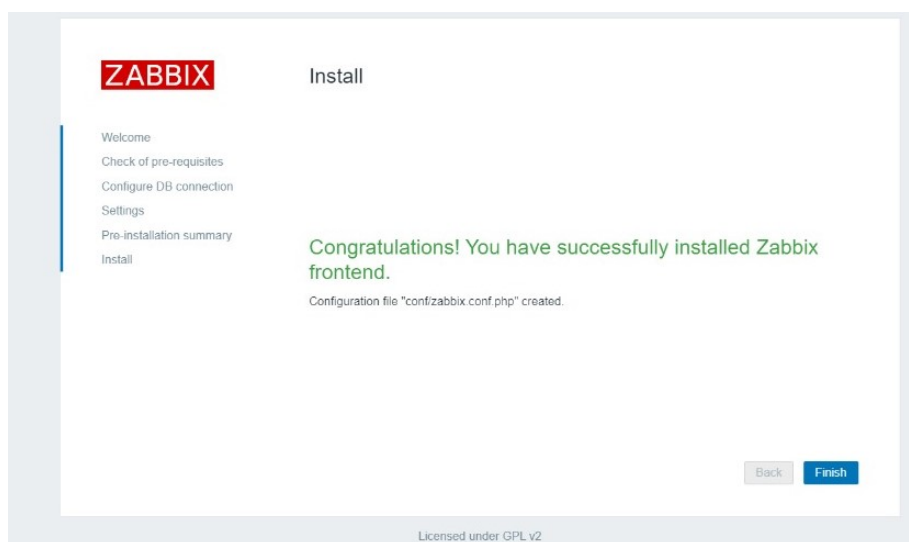 ZABBIX
Install
Welcome
Check of pre-requisites
Configure DB connection
Settings
Pre-installation summary
Install
Congratulations! You have successfully installed Zabbix
frontend.
Configuration file "conf/zabbix.conf.php" created.
Back
Finish
Licensed under GPL v2